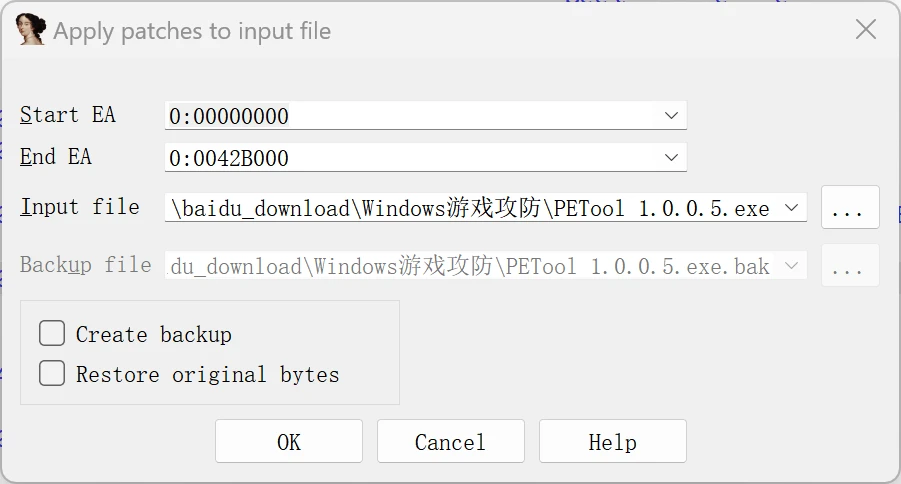 Apply patches to input file
Start EA 0:00000000
End EA 0:0042B000
Input file \baidu_download\Windows游戏攻防\PETool 1.0.0.5.exe ...
Backup file du_download\Windows游戏攻防\PETool 1.0.0.5.exe.bak ...
Create backup
Restore original bytes
OK Cancel Help